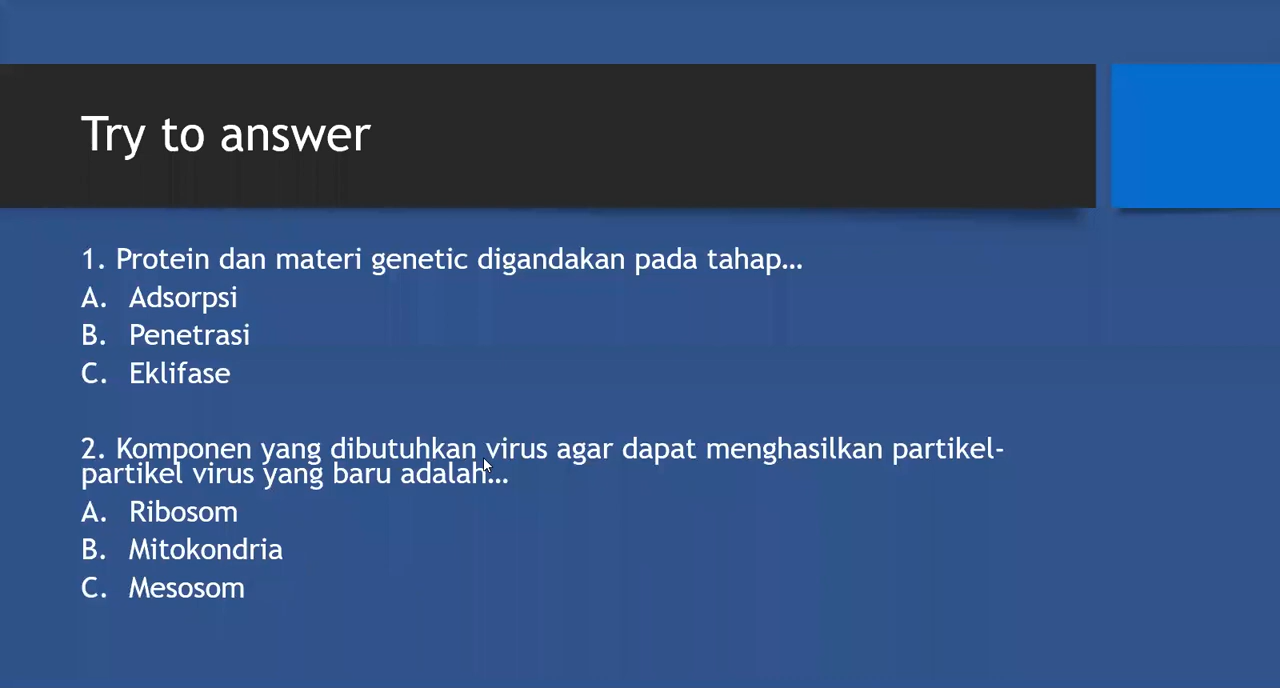 Try to answer
1. Protein dan materi genetic digandakan pada tahap...
A. Adsorpsi
B. Penetrasi
C. Eklifase
2. Komponen yang dibutuhkan virus agar dapat menghasilkan partikel-
partikel virus yang baru adalah...
A. Ribosom
B. Mitokondria
C. Mesosom